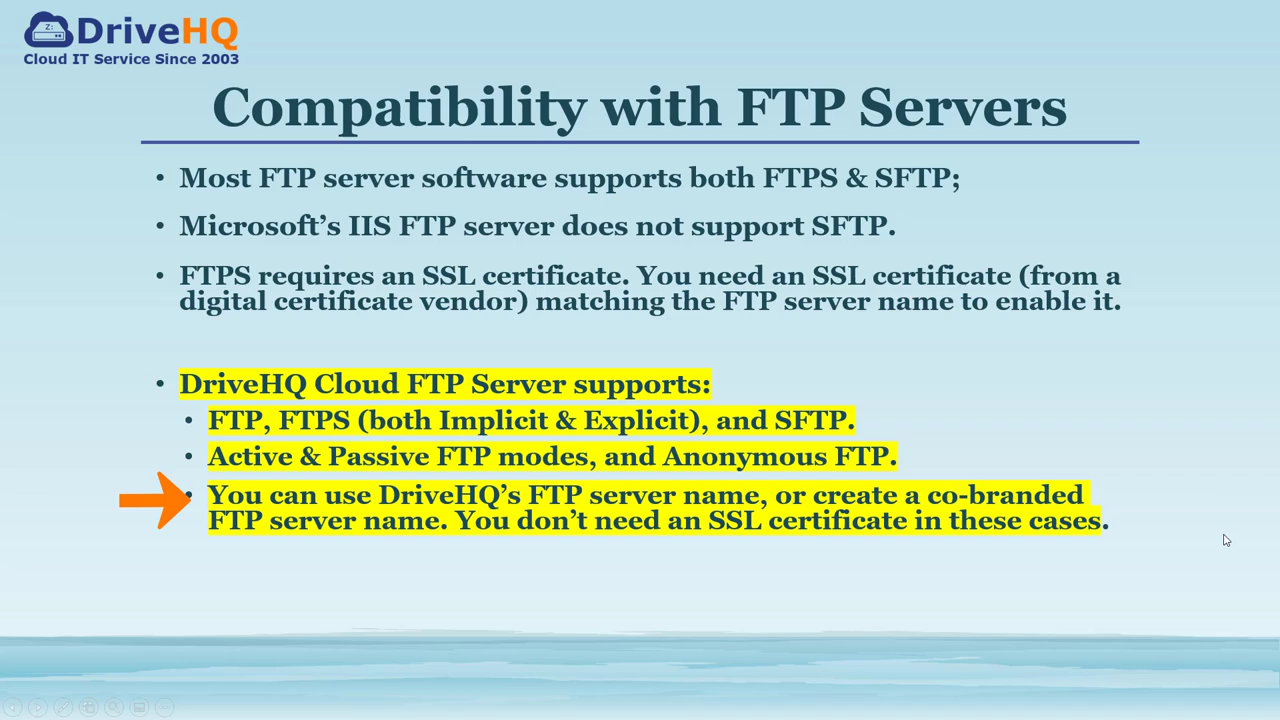 Z:
DriveHQ
Cloud IT Service Since 2003
Compatibility with FTP Servers
• Most FTP server software supports both FTPS & SFTP;
• Microsoft’s IIS FTP server does not support SFTP.
• FTPS requires an SSL certificate. You need an SSL certificate (from a
digital certificate vendor) matching the FTP server name to enable it.
• DriveHQ Cloud FTP Server supports:
• FTP, FTPS (both Implicit & Explicit), and SFTP.
• Active & Passive FTP modes, and Anonymous FTP.
• You can use DriveHQ’s FTP server name, or create a co-branded
FTP server name. You don’t need an SSL certificate in these cases.